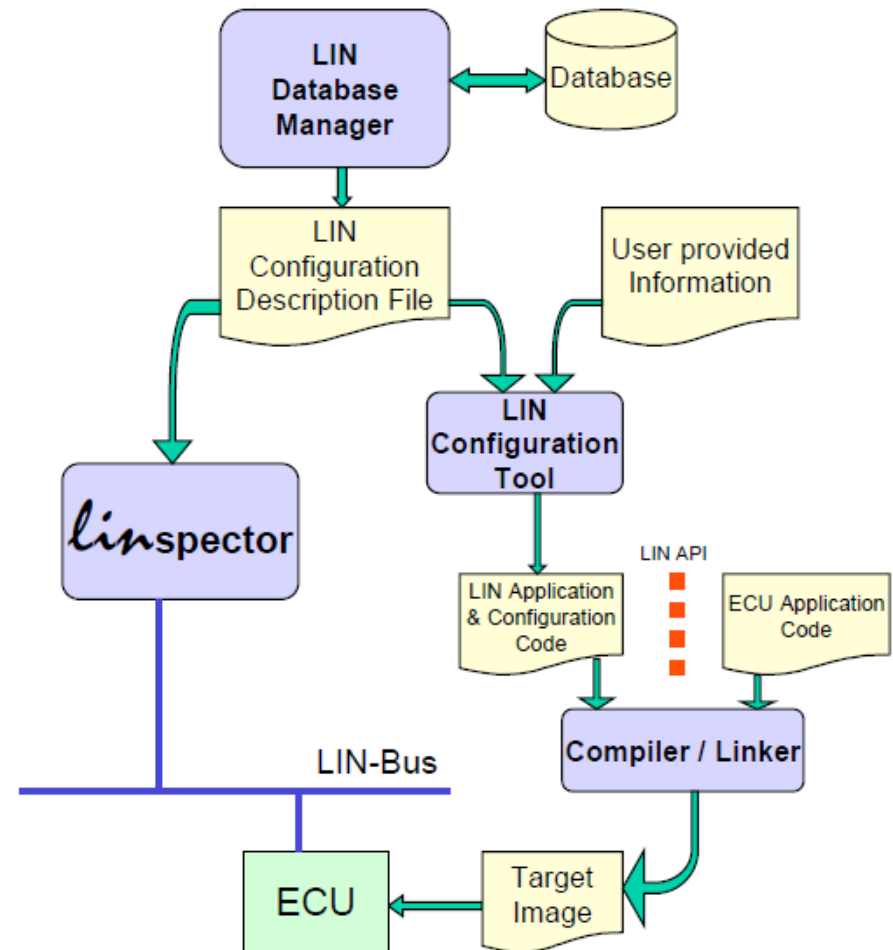 LIN
Database
Manager
Database
LIN
Configuration
Description File
User provided
Information
LIN
Configuration
Tool
linspector
LIN API
LIN Application
& Configuration
Code
ECU Application
Code
Compiler / Linker
LIN-Bus
ECU
Target
Image